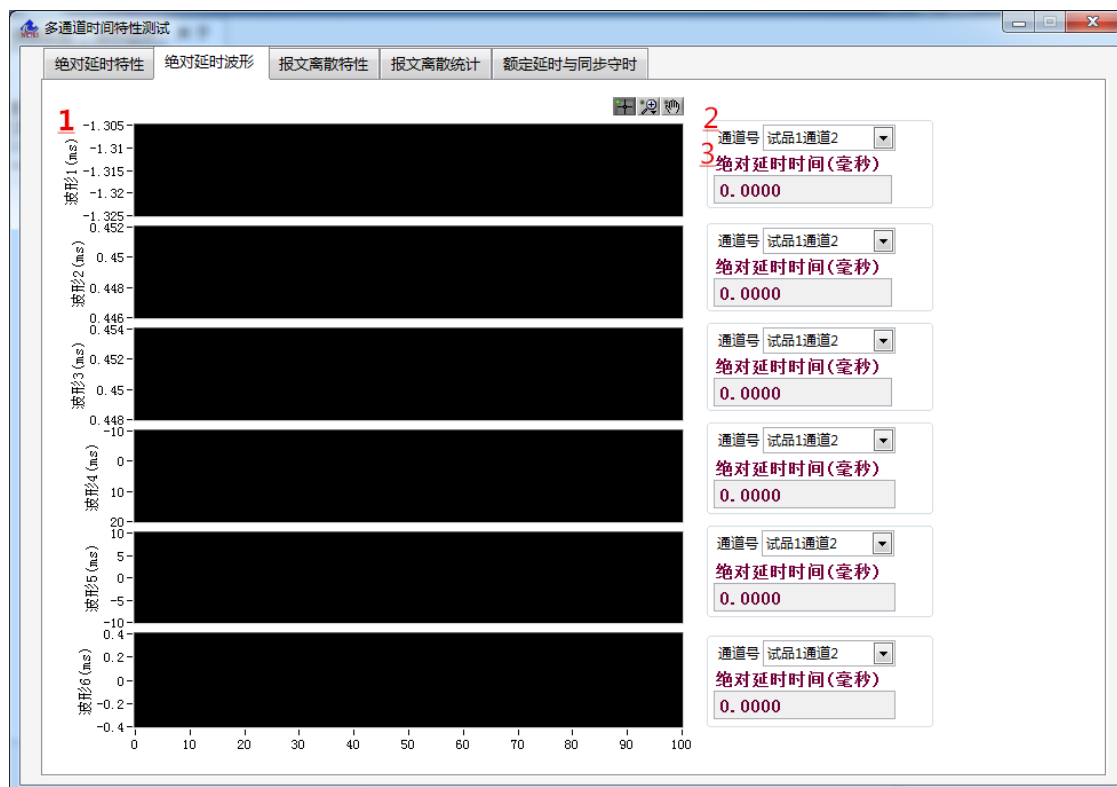 多通道时间特性测试
绝对延时特性 绝对延时波形 报文离散特性 报文离散统计 额定延时与同步守时
1
波形1(ms)
-1.305
-1.31
-1.315
-1.32
-1.325
2
通道号 试品1通道2
3
绝对延时时间(毫秒)
0.0000
波形2(ms)
0.452
0.45
0.448
0.446
通道号 试品1通道2
绝对延时时间(毫秒)
0.0000
波形3(ms)
0.454
0.452
0.45
0.448
通道号 试品1通道2
绝对延时时间(毫秒)
0.0000
波形4(ms)
-10
0
10
20
通道号 试品1通道2
绝对延时时间(毫秒)
0.0000
波形5(ms)
10
5
0
-5
-10
通道号 试品1通道2
绝对延时时间(毫秒)
0.0000
波形6(ms)
0.4
0.2
0
-0.2
-0.4
通道号 试品1通道2
绝对延时时间(毫秒)
0.0000
0 10 20 30 40 50 60 70 80 90 100